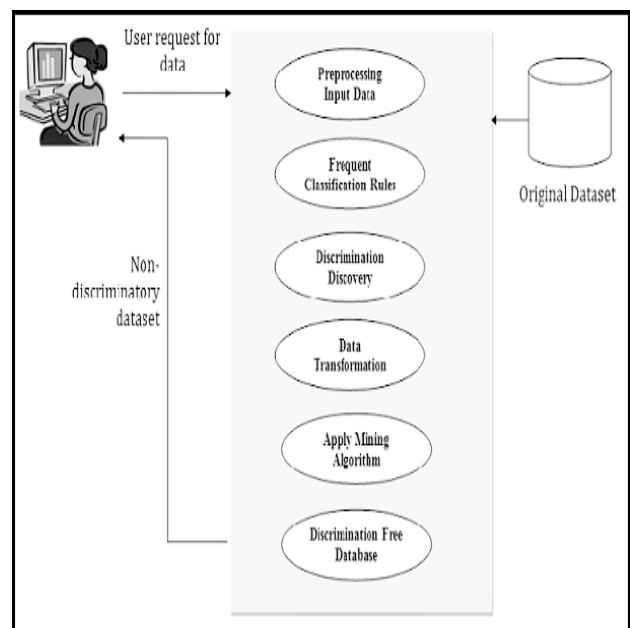 User request for
data
Preprocessing
Input Data
Frequent
Classification Rules
Discrimination
Discovery
Data
Transformation
Apply Mining
Algorithm
Discrimination Free
Database
Original Dataset
Non-
discriminatory
dataset